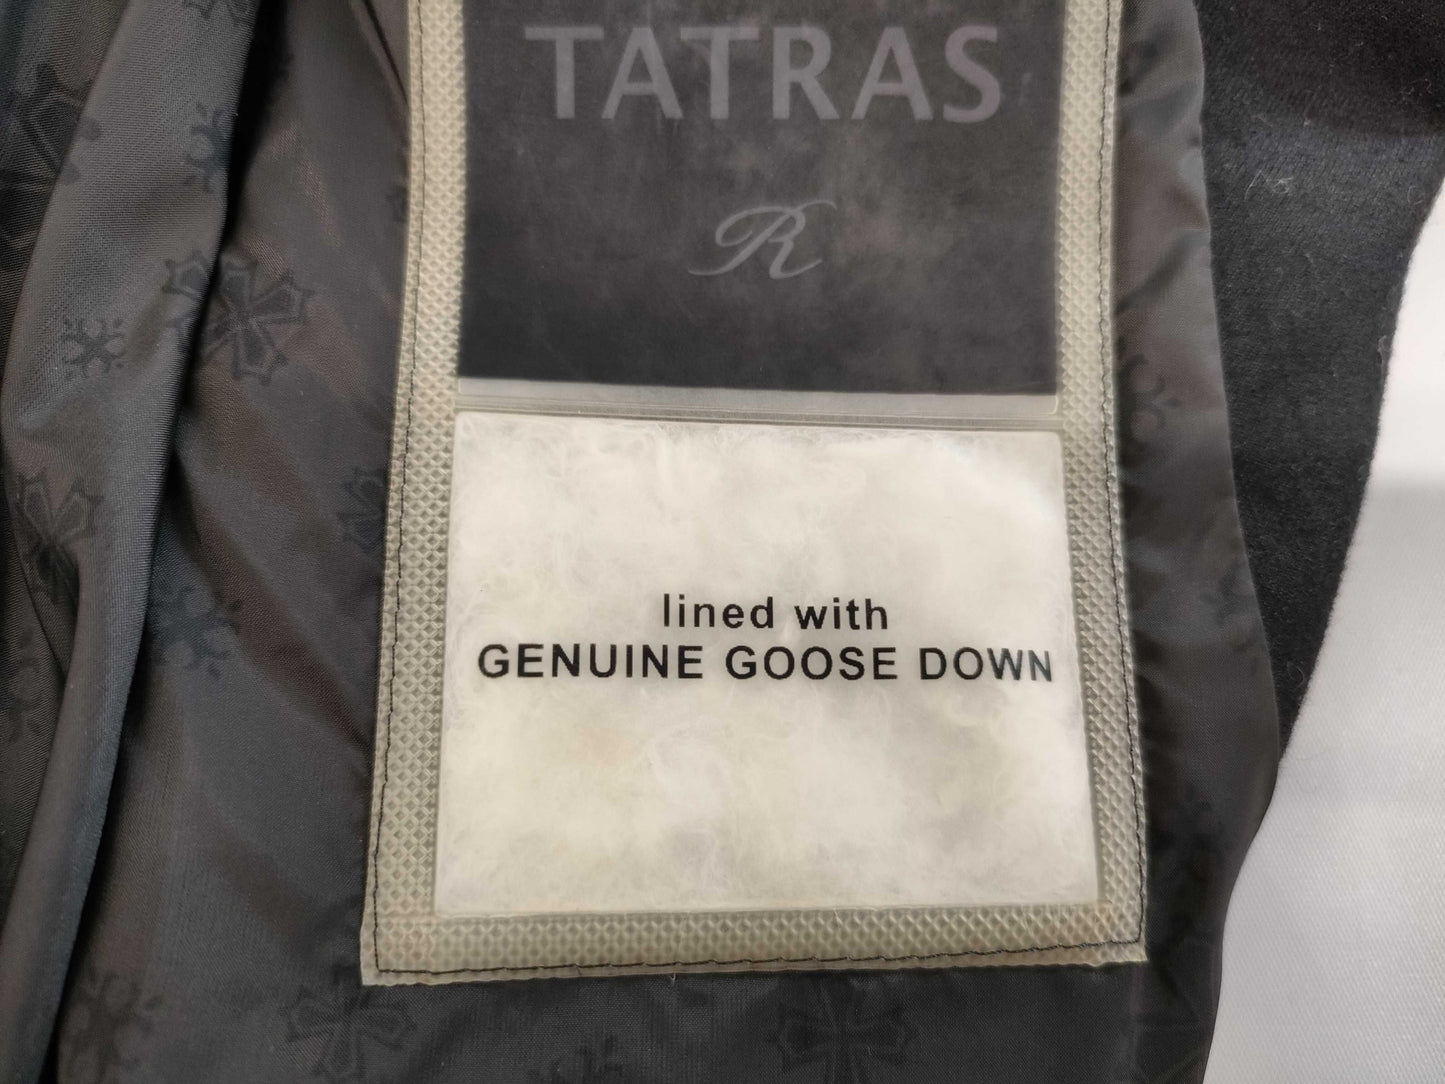 TATRAS
R
lined with
GENUINE GOOSE DOWN